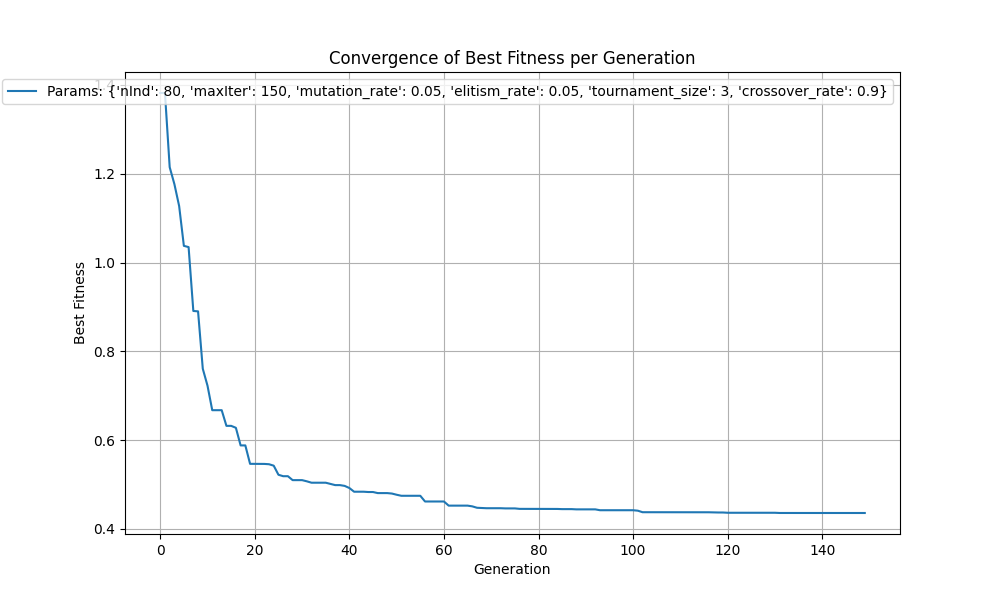 Convergence of Best Fitness per Generation
1.4
Params: {'nInd': 80, 'maxIter': 150, 'mutation_rate': 0.05, 'elitism_rate': 0.05, 'tournament_size': 3, 'crossover_rate': 0.9}
1.2
1.0
0.8
0.6
0.4
Best Fitness
0 20 40 60 80 100 120 140
Generation